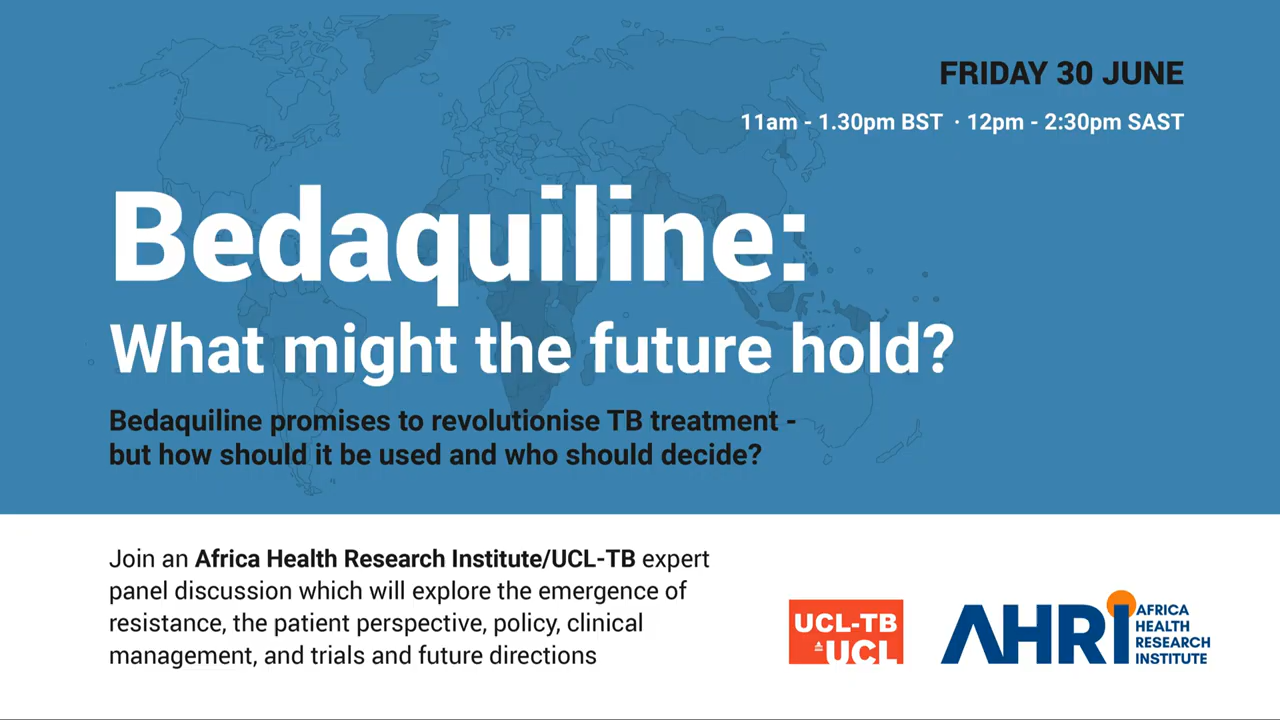 FRIDAY 30 JUNE
11am - 1.30pm BST · 12pm - 2:30pm SAST
Bedaquiline:
What might the future hold?
Bedaquiline promises to revolutionise TB treatment -
but how should it be used and who should decide?
Join an Africa Health Research Institute/UCL-TB expert
panel discussion which will explore the emergence of
resistance, the patient perspective, policy, clinical
management, and trials and future directions
UCL-TB
UCL
AHRI
AFRICA
HEALTH
RESEARCH
INSTITUTE